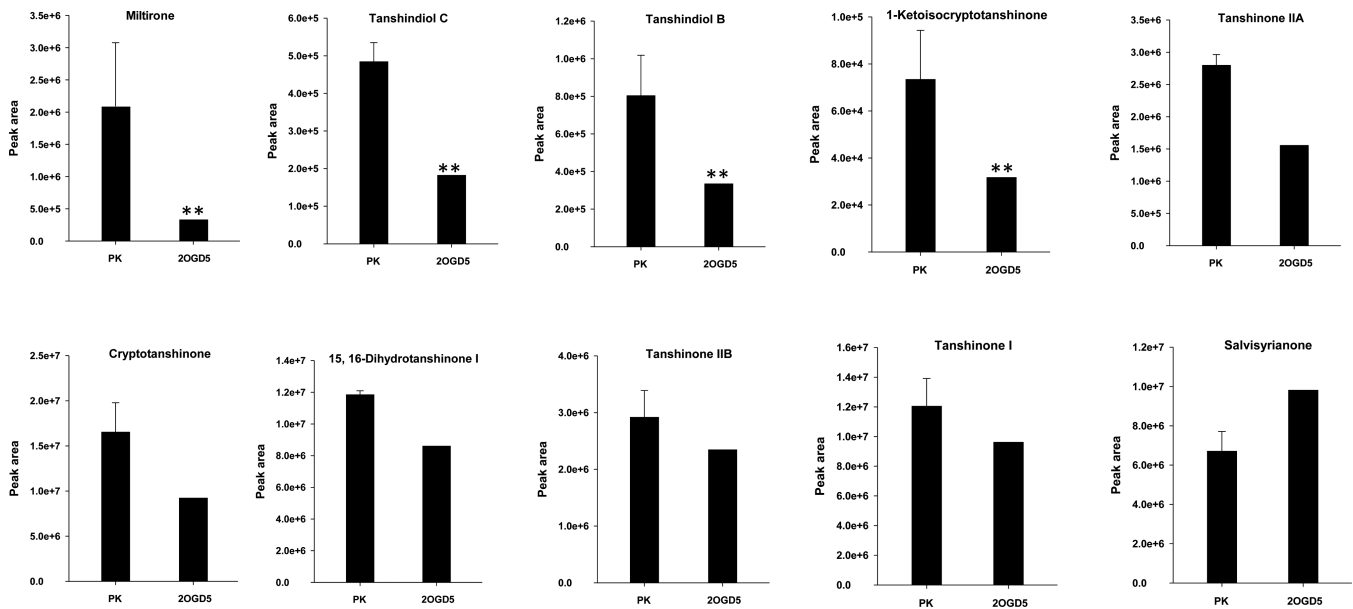 Miltirone
Peak area
3.5e+6
3.0e+6
2.5e+6
2.0e+6
1.5e+6
1.0e+6
5.0e+5
0.0
**
PK 2OGD5
Tanshindiol C
Peak area
6.0e+5
5.0e+5
4.0e+5
3.0e+5
2.0e+5
1.0e+5
0.0
**
PK 2OGD5
Tanshindiol B
Peak area
1.2e+6
1.0e+6
8.0e+5
6.0e+5
4.0e+5
2.0e+5
0.0
**
PK 2OGD5
1-Ketoisocryptotanshinone
Peak area
1.0e+5
8.0e+4
6.0e+4
4.0e+4
2.0e+4
0.0
**
PK 2OGD5
Tanshinone IIA
Peak area
3.5e+6
3.0e+6
2.5e+6
2.0e+6
1.5e+6
1.0e+6
5.0e+5
0.0
PK 2OGD5
Cryptotanshinone
Peak area
2.5e+7
2.0e+7
1.5e+7
1.0e+7
5.0e+6
0.0
PK 2OGD5
15, 16-Dihydrotanshinone I
Peak area
1.4e+7
1.2e+7
1.0e+7
8.0e+6
6.0e+6
4.0e+6
2.0e+6
0.0
PK 2OGD5
Tanshinone IIB
Peak area
4.0e+6
3.0e+6
2.0e+6
1.0e+6
0.0
PK 2OGD5
Tanshinone I
Peak area
1.6e+7
1.4e+7
1.2e+7
1.0e+7
8.0e+6
6.0e+6
4.0e+6
2.0e+6
0.0
PK 2OGD5
Salvisyrianone
Peak area
1.2e+7
1.0e+7
8.0e+6
6.0e+6
4.0e+6
2.0e+6
0.0
PK 2OGD5